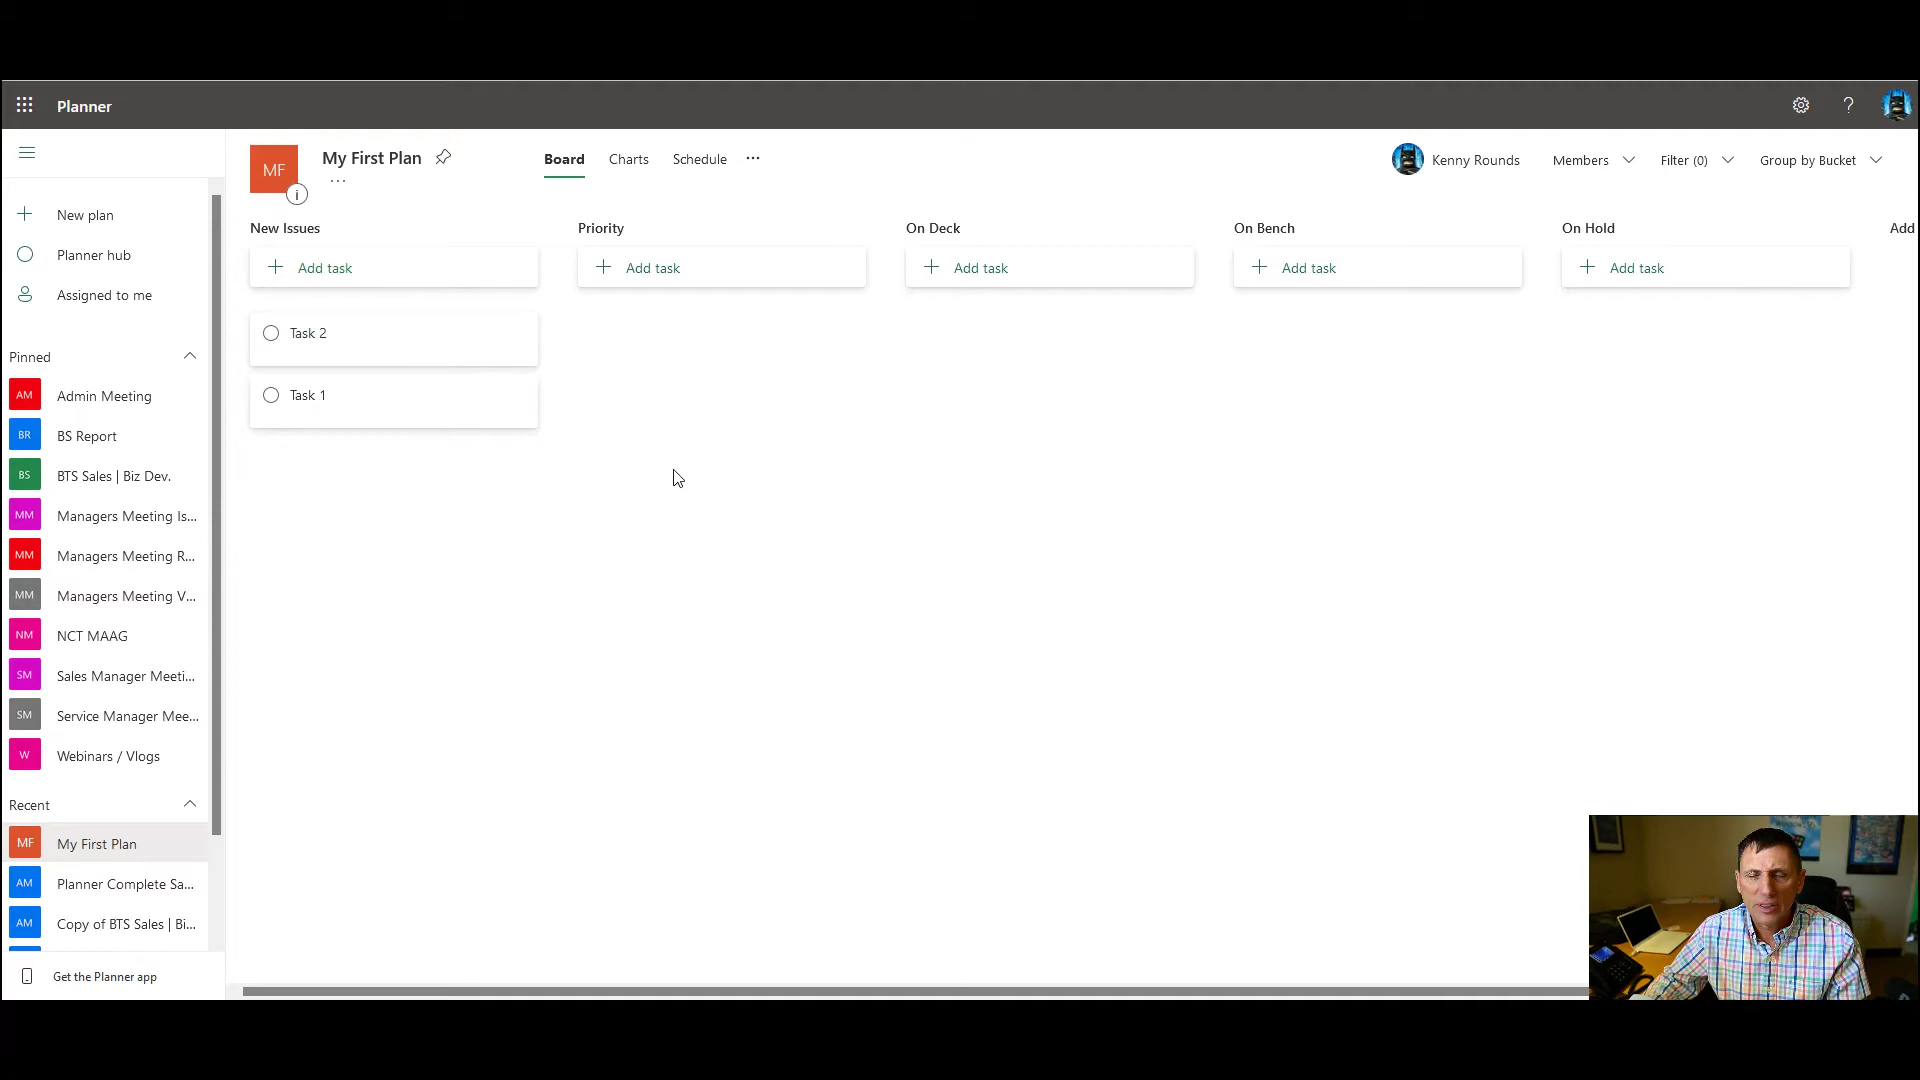 Planner
?
MF
My First Plan
Board
Charts
Schedule
Kenny Rounds
Members
Filter (0)
Group by Bucket
New plan
Planner hub
Assigned to me
New Issues
Priority
On Deck
On Bench
On Hold
Add
Add task
Add task
Add task
Add task
Add task
Task 2
Task 1
Pinned
AM Admin Meeting
BR BS Report
BS BTS Sales | Biz Dev.
MM Managers Meeting Is...
MM Managers Meeting R...
MM Managers Meeting V...
NM NCT MAAG
SM Sales Manager Meeti...
SM Service Manager Mee...
W Webinars / Vlogs
Recent
MF My First Plan
AM Planner Complete Sa...
AM Copy of BTS Sales | Bi...
Get the Planner app